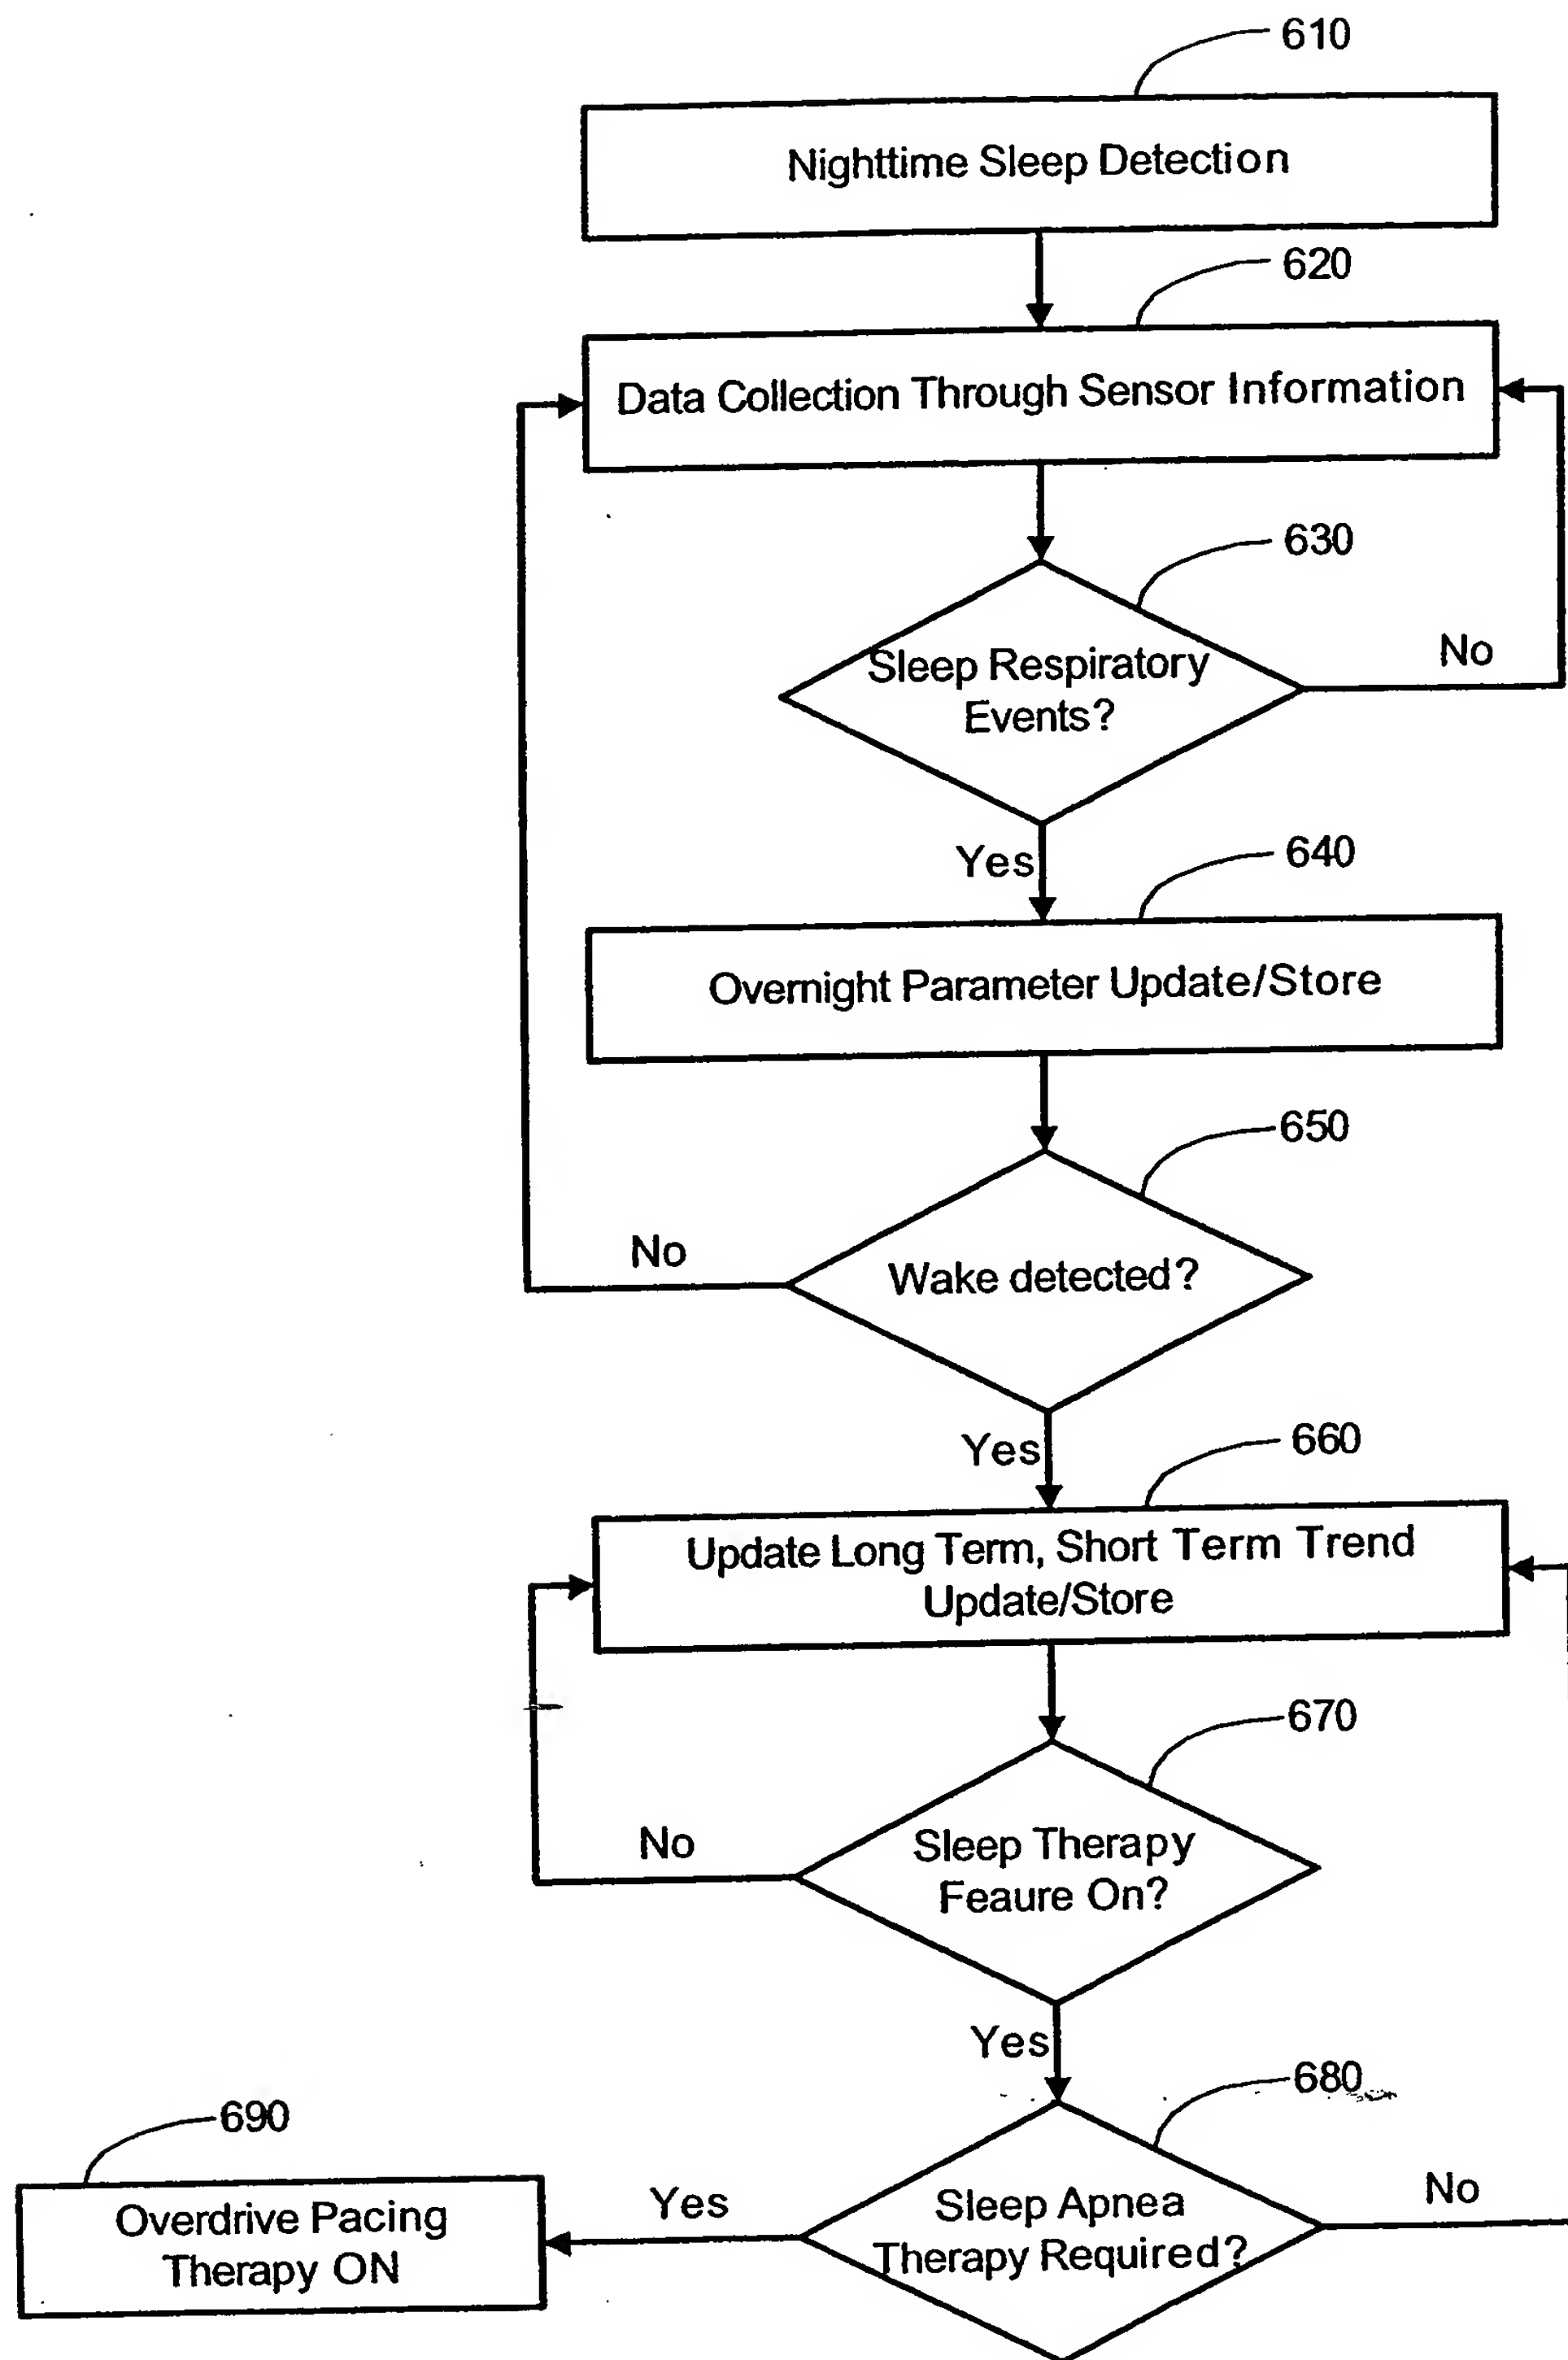 610
Nighttime Sleep Detection
620
Data Collection Through Sensor Information
630
Sleep Respiratory
Events?
No
Yes
640
Overnight Parameter Update/Store
650
Wake detected?
No
Yes
660
Update Long Term, Short Term Trend
Update/Store
670
Sleep Therapy
Feaure On?
No
Yes
680
Sleep Apnea
Therapy Required?
No
Yes
690
Overdrive Pacing
Therapy ON